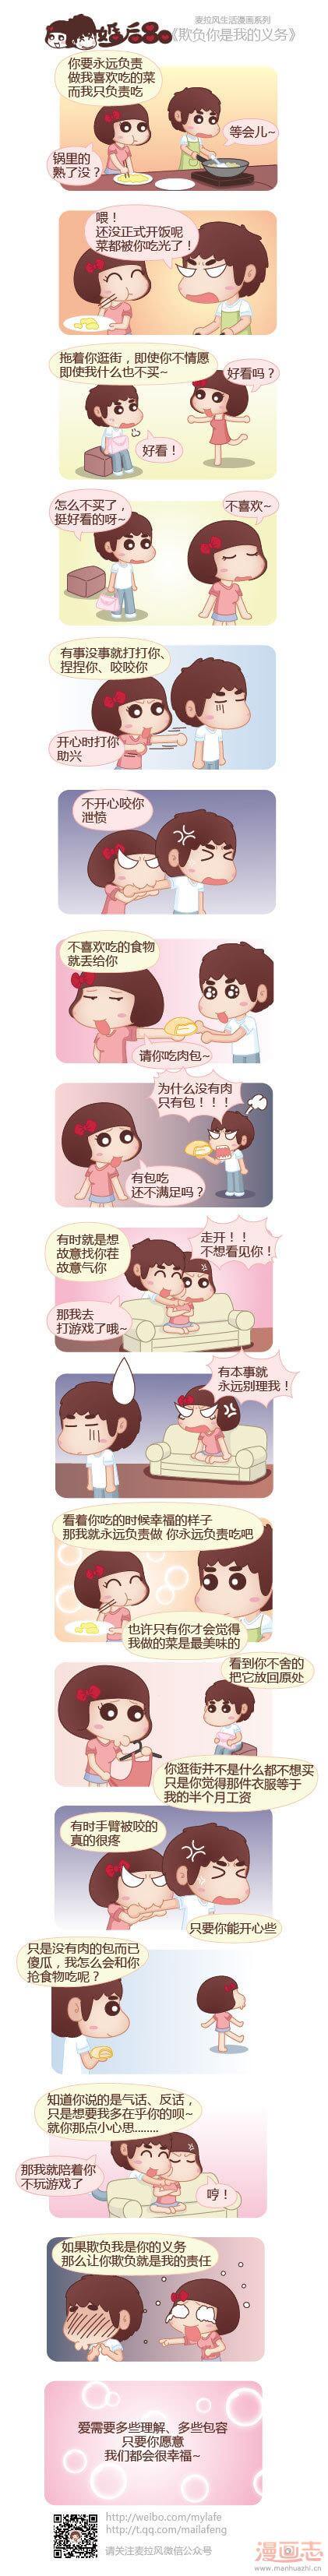 婚后8o
麦拉风生活漫画系列
《欺负你是我的义务》
你要永远负责
做我喜欢吃的菜
而我只负责吃
等会儿~
锅里的
熟了没？
喂！
还没正式开饭呢
菜都被你吃光了！
拖着你逛街，即使你不情愿
即使我什么也不买~
好看吗？
好看！
怎么不买了，
挺好看的呀~
不喜欢~
有事没事就打打你、
捏捏你、咬咬你
开心时打你
助兴
不开心咬你
泄愤
不喜欢吃的食物
就丢给你
请你吃肉包~
为什么没有肉
只有包！！！
有包吃
还不满足吗？
有时就是想
故意找你茬
故意气你
走开！！
不想看见你！
那我去
打游戏了哦~
有本事就
永远别理我！
看着你吃的时候幸福的样子
那我就永远负责做 你永远负责吃吧
也许只有你才会觉得
我做的菜是最美味的
看到你不舍的
把它放回原处
你逛街并不是什么都不想买
只是你觉得那件衣服等于
我的半个月工资
有时手臂被咬的
真的很疼
只要你能开心些
只是没有肉的包而已
傻瓜，我怎么会和你
抢食物吃呢？
知道你说的是气话、反话，
只是想要我多在乎你的呗~
就你那点小心思........
那我就陪着你
不玩游戏了
哼！
如果欺负我是你的义务
那么让你欺负就是我的责任
爱需要多些理解、多些包容
只要你愿意
我们都会很幸福~
http://weibo.com/mylafe
http://t.qq.com/mailafeng
请关注麦拉风微信公众号
漫画志
www.manhuazhi.cn